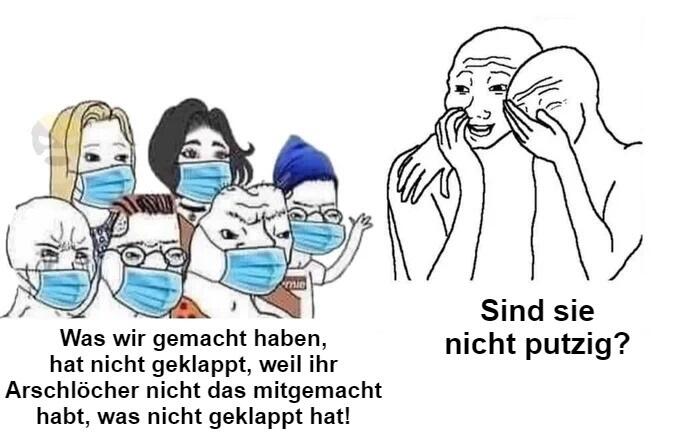 Was wir gemacht haben,
hat nicht geklappt, weil ihr
Arschlöcher nicht das mitgemacht
habt, was nicht geklappt hat!
Sind sie
nicht putzig?